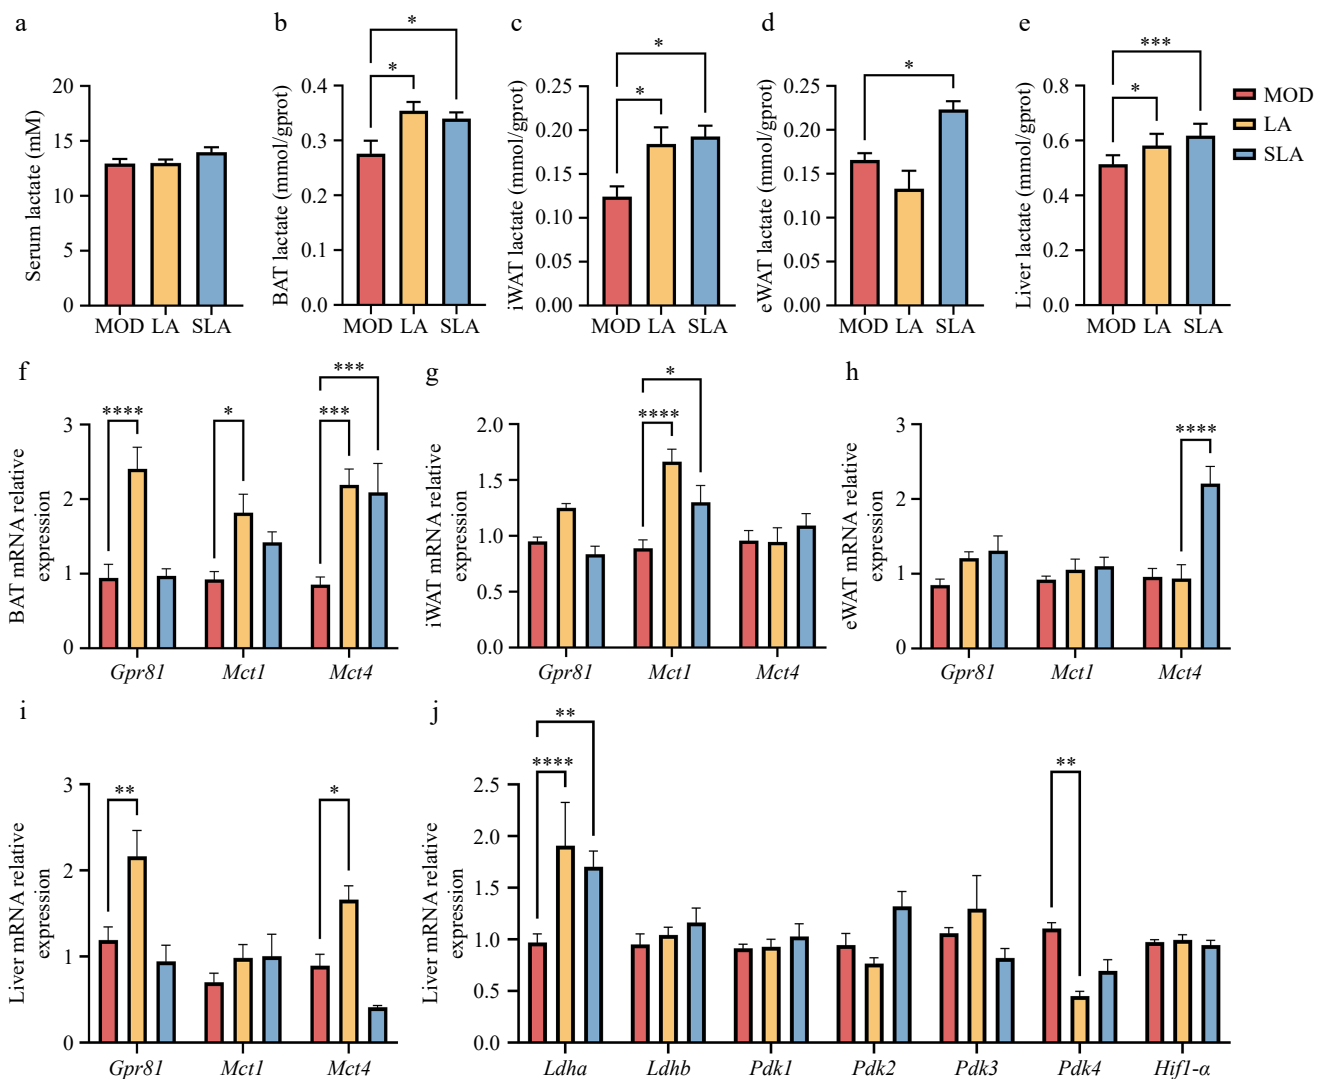 a
b
c
d
e
*
*
*
*
*
***
*
Serum lactate (mM)
20
15
10
5
0
MOD LA SLA
BAT lactate (mmol/gprot)
0.4
0.3
0.2
0.1
0.0
MOD LA SLA
iWAT lactate (mmol/gprot)
0.25
0.20
0.15
0.10
0.05
0.00
MOD LA SLA
eWAT lactate (mmol/gprot)
0.25
0.20
0.15
0.10
0.05
0.00
MOD LA SLA
Liver lactate (mmol/gprot)
0.8
0.6
0.4
0.2
0.0
MOD LA SLA
MOD
LA
SLA
f
BAT mRNA relative
expression
3
2
1
0
****
*
***
***
Gpr81 Mct1 Mct4
g
iWAT mRNA relative
expression
2.0
1.5
1.0
0.5
0.0
*
****
Gpr81 Mct1 Mct4
h
eWAT mRNA relative
expression
3
2
1
0
****
Gpr81 Mct1 Mct4
i
Liver mRNA relative
expression
3
2
1
0
**
*
Gpr81 Mct1 Mct4
j
Liver mRNA relative
expression
2.5
2.0
1.5
1.0
0.5
0.0
**
****
**
Ldha Ldhb Pdk1 Pdk2 Pdk3 Pdk4 Hif1-α